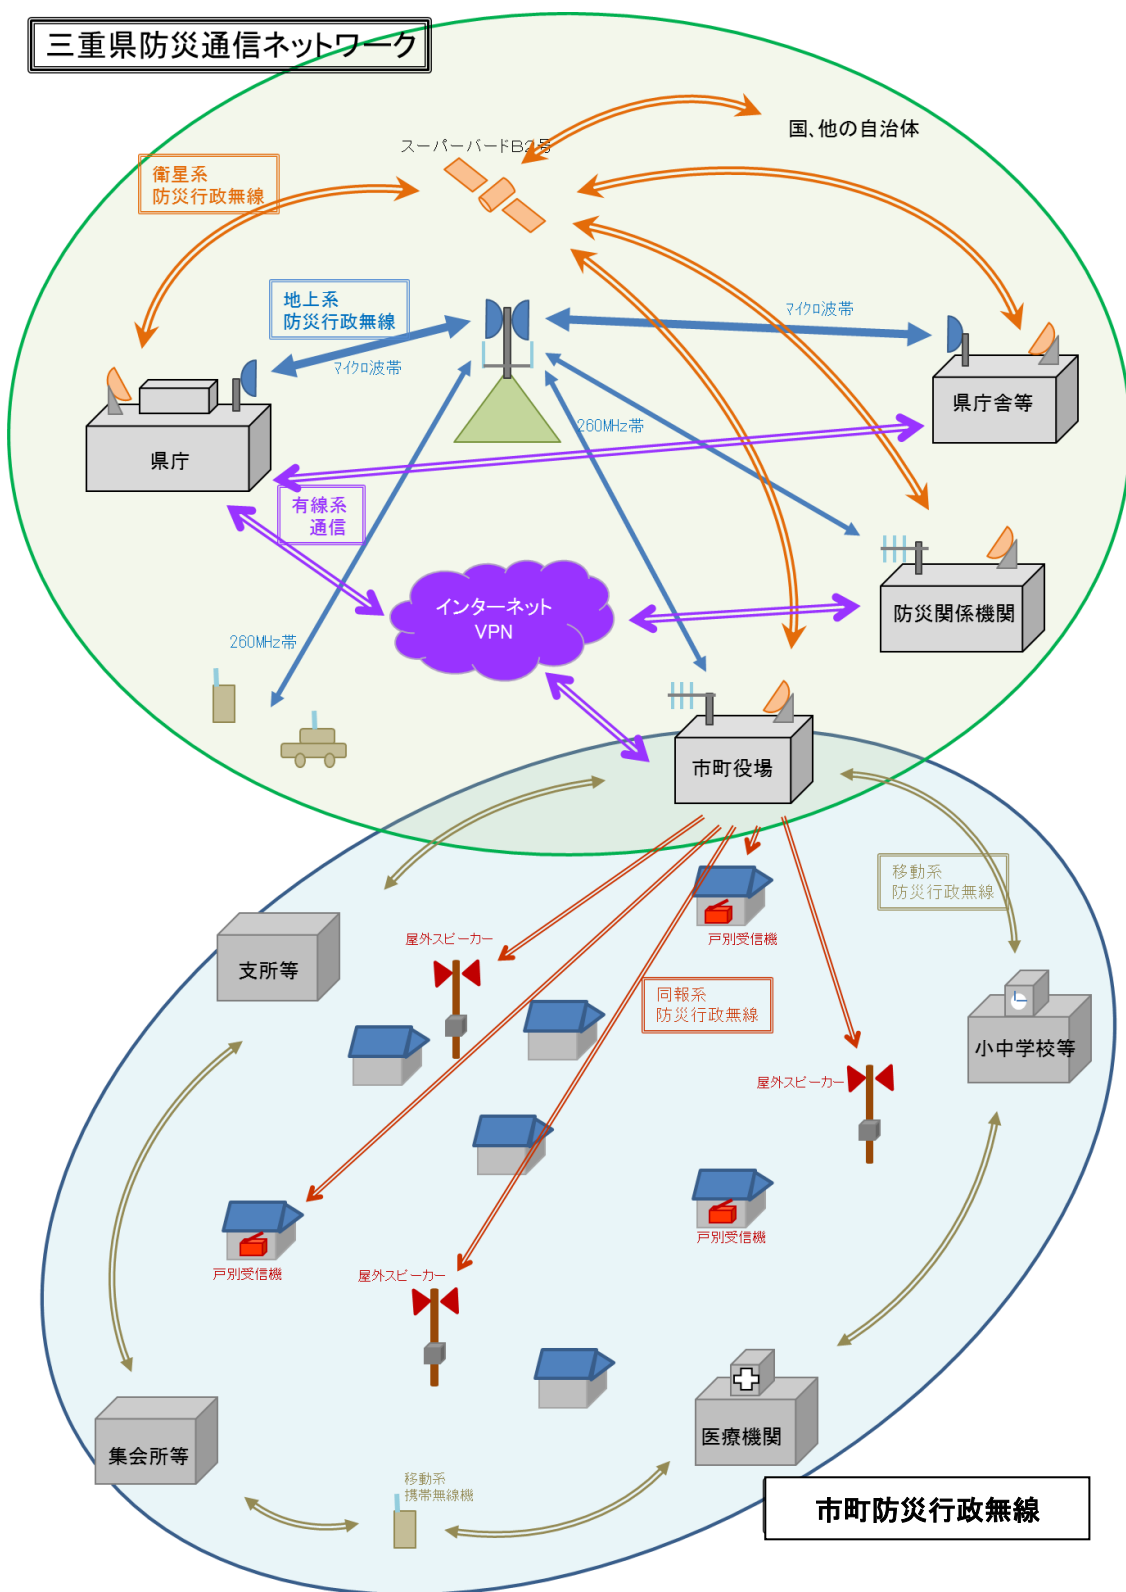 三重県防災通信ネットワーク
国、他の自治体
スーパーバードB2号
衛星系
防災行政無線
地上系
防災行政無線
マイクロ波帯
マイクロ波帯
県庁舎等
260MHz帯
県庁
有線系
通信
インターネット
VPN
防災関係機関
260MHz帯
市町役場
移動系
防災行政無線
戸別受信機
屋外スピーカー
支所等
同報系
防災行政無線
小中学校等
屋外スピーカー
戸別受信機
戸別受信機
屋外スピーカー
医療機関
集会所等
移動系
携帯無線機
市町防災行政無線